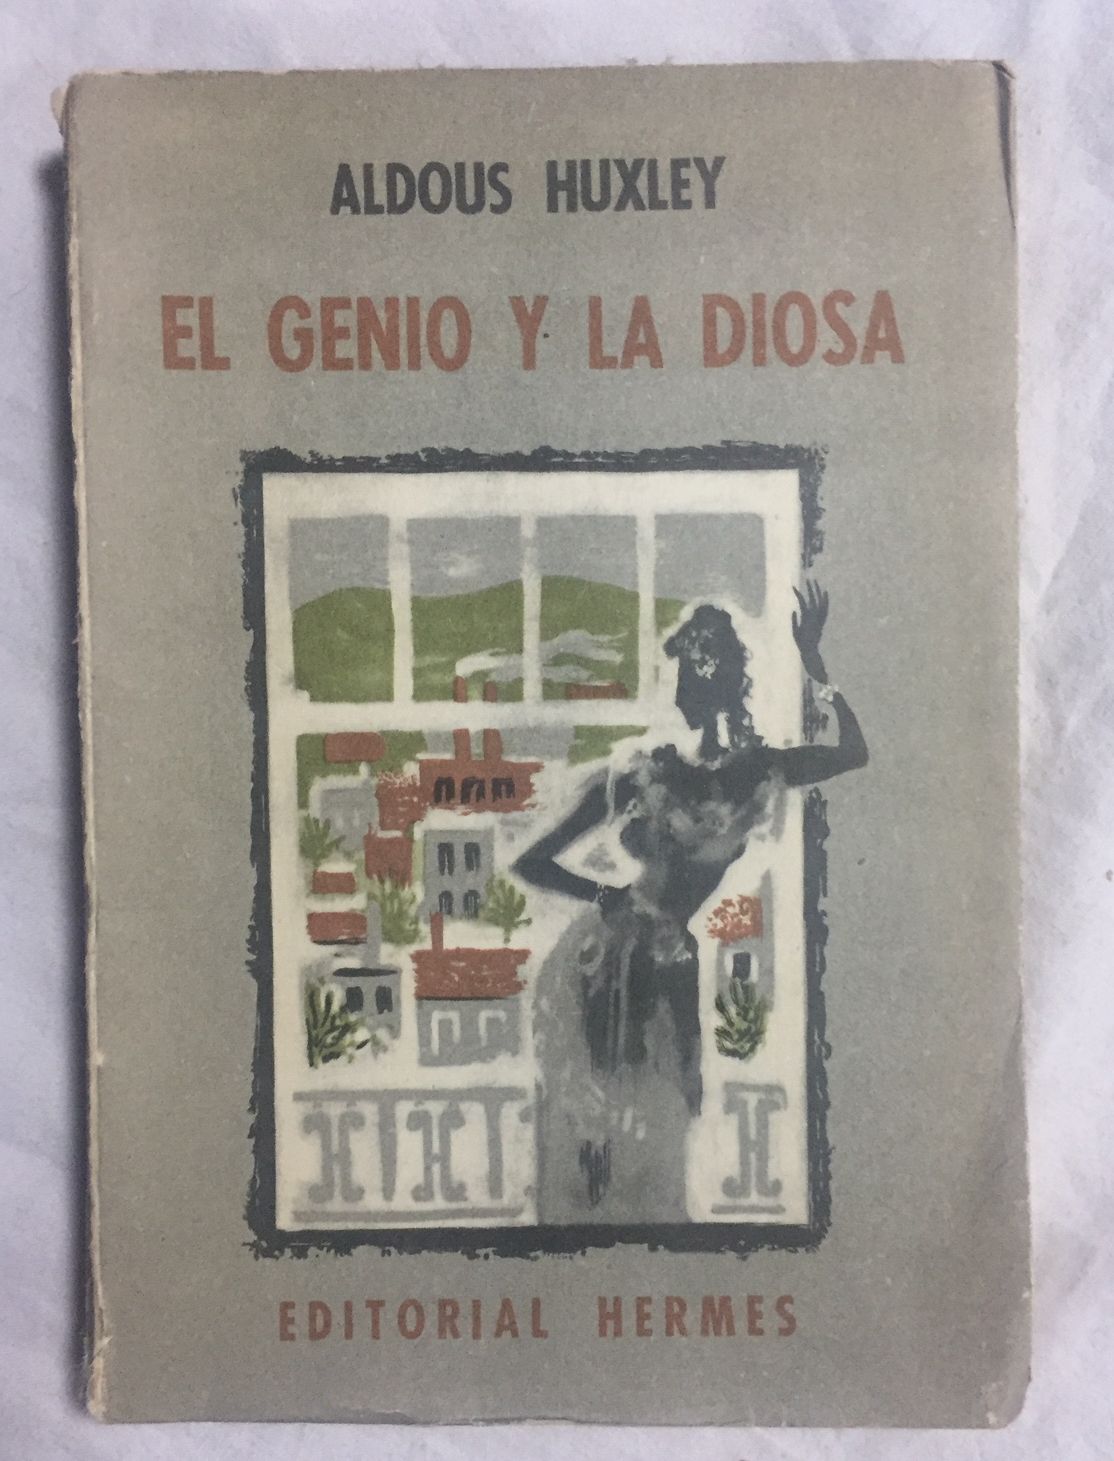 ALDOUS HUXLEY
EL GENIO Y LA DIOSA
EDITORIAL HERMES